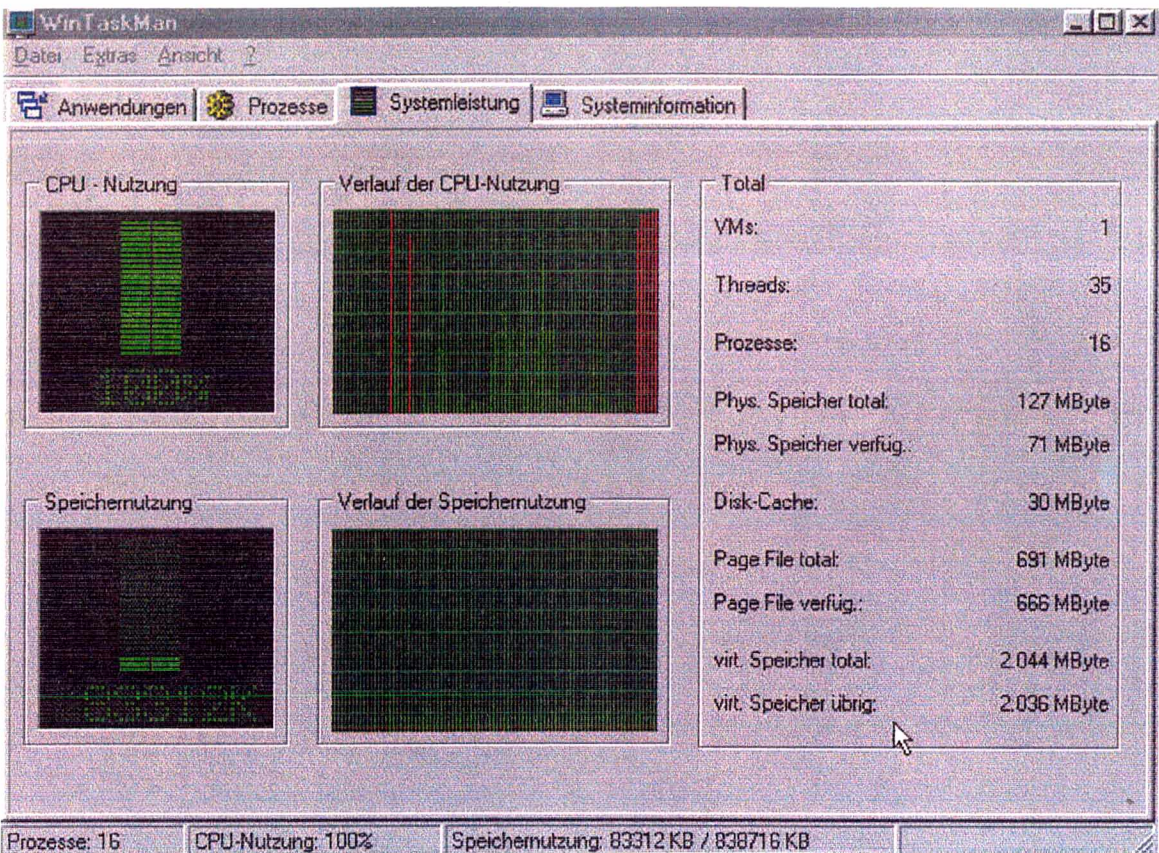 WinTaskMan
Datei Extras Ansicht ?
Anwendungen Prozesse Systemleistung Systeminformation
CPU - Nutzung
100%
Verlauf der CPU-Nutzung
Speichernutzung
83312K
Verlauf der Speichernutzung
Total
VMs: 1
Threads: 35
Prozesse: 16
Phys. Speicher total: 127 MByte
Phys. Speicher verfüg.: 71 MByte
Disk-Cache: 30 MByte
Page File total: 691 MByte
Page File verfüg.: 666 MByte
virt. Speicher total: 2.044 MByte
virt. Speicher übrig: 2.036 MByte
Prozesse: 16 CPU-Nutzung: 100% Speichernutzung: 83312 KB / 838716 KB